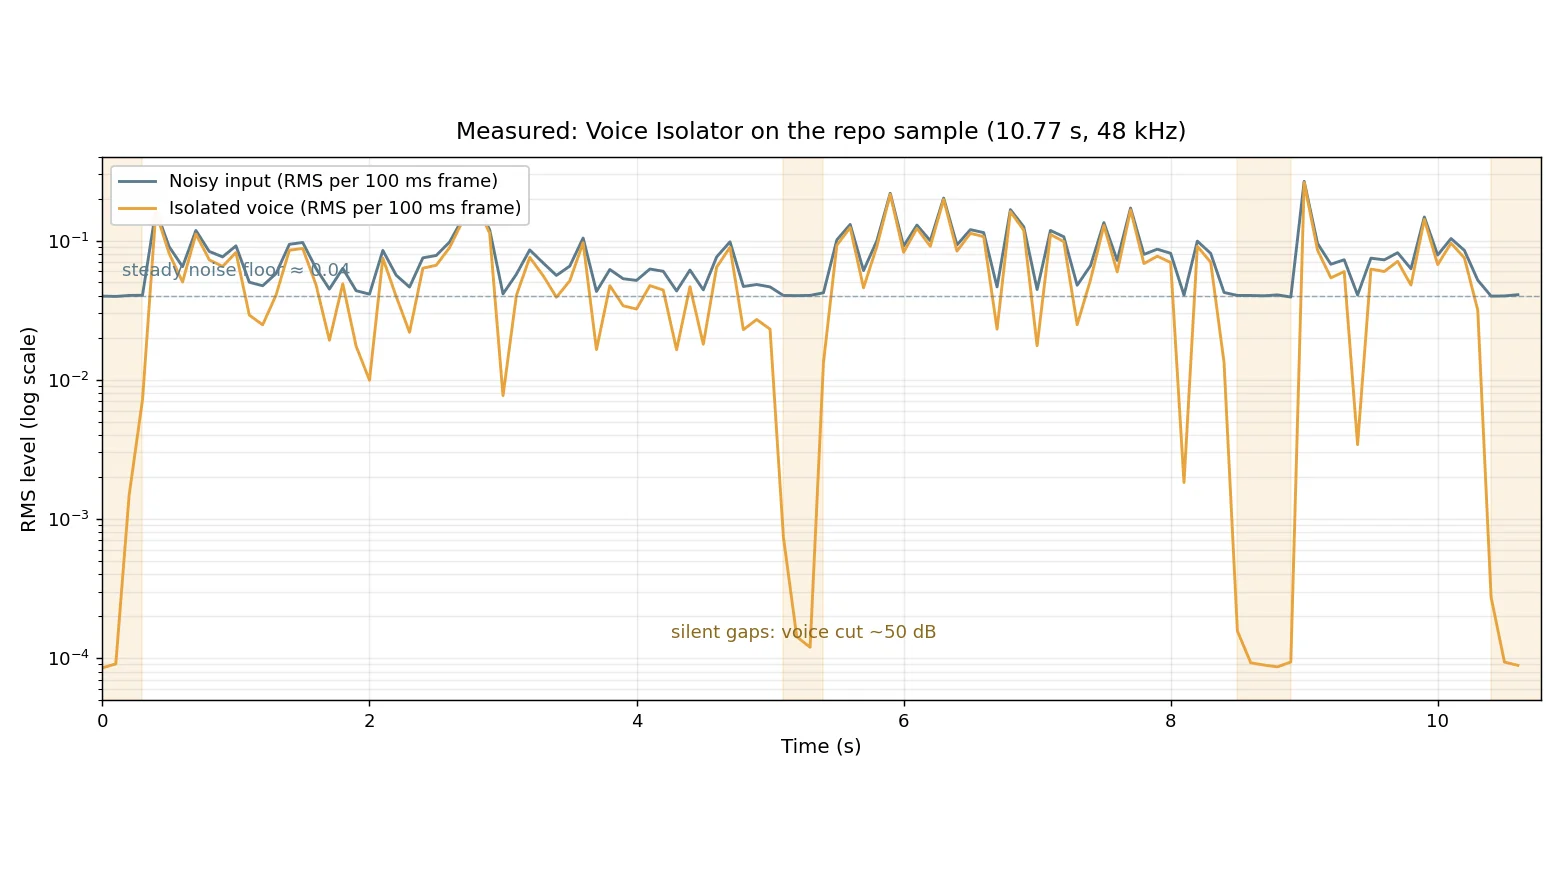 Measured: Voice Isolator on the repo sample (10.77 s, 48 kHz)
Noisy input (RMS per 100 ms frame)
Isolated voice (RMS per 100 ms frame)
steady noise floor ≈ 0.04
silent gaps: voice cut ~50 dB
RMS level (log scale)
10⁻¹
10⁻²
10⁻³
10⁻⁴
0 2 4 6 8 10
Time (s)